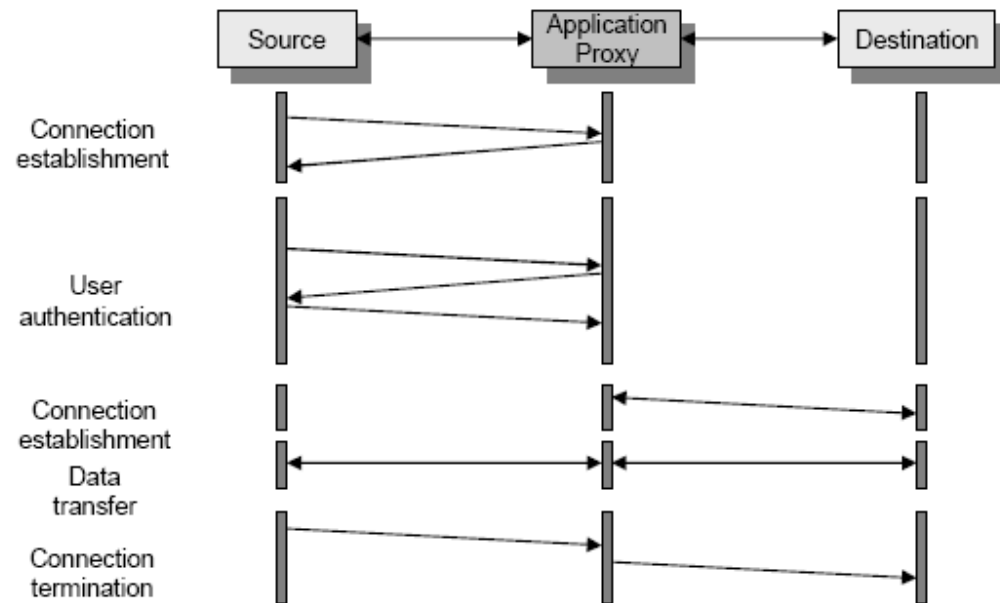 Source
Application
Proxy
Destination
Connection
establishment
User
authentication
Connection
establishment
Data
transfer
Connection
termination